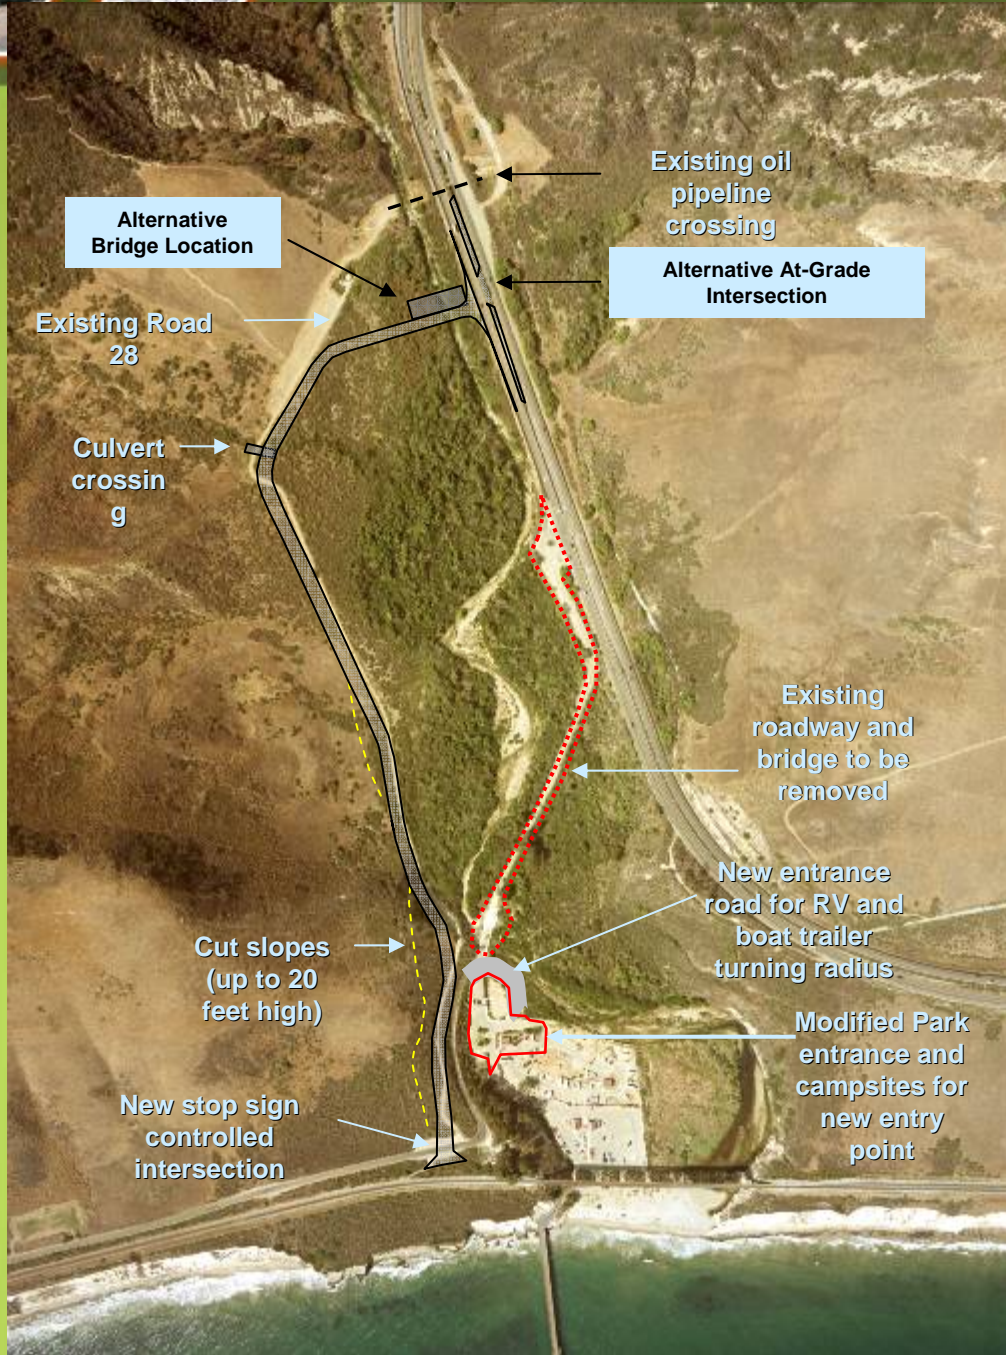 Existing oil
pipeline
crossing
Alternative
Bridge Location
Alternative At-Grade
Intersection
Existing Road
28
Culvert
crossin
g
Existing
roadway and
bridge to be
removed
New entrance
road for RV and
boat trailer
turning radius
Cut slopes
(up to 20
feet high)
Modified Park
entrance and
campsites for
new entry
point
New stop sign
controlled
intersection